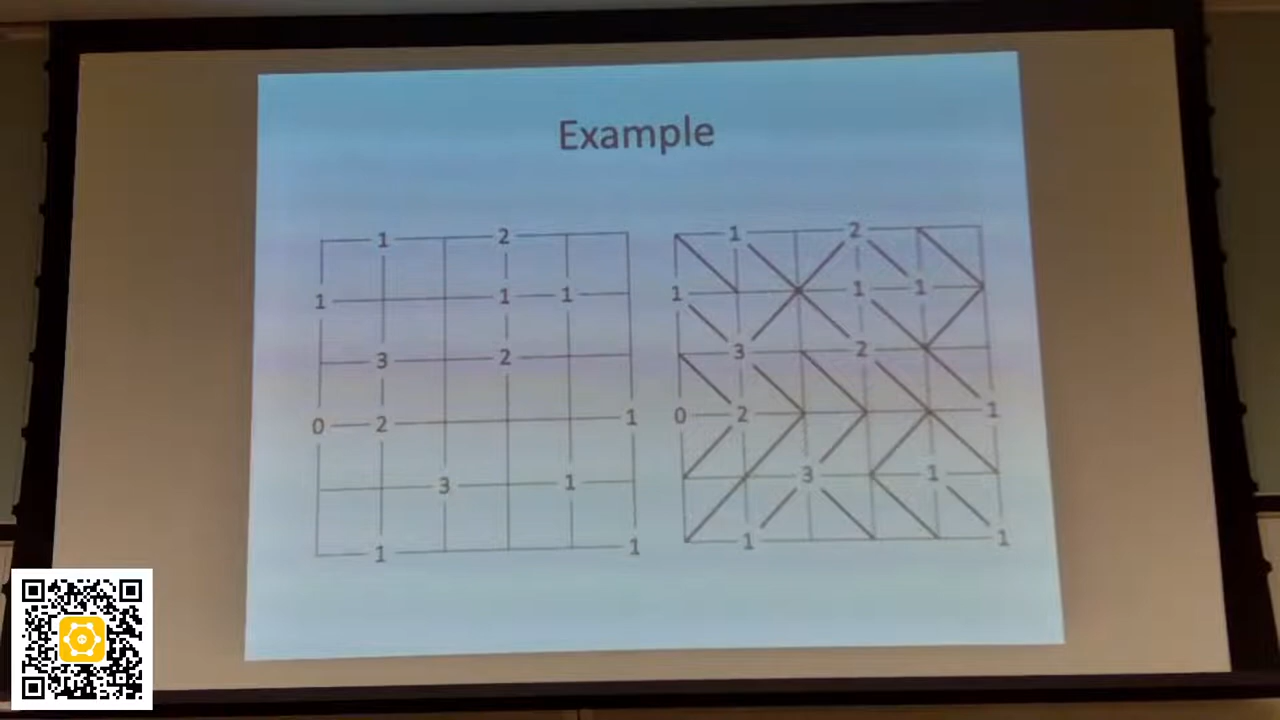 Example
1 2 1 2
1 1 1 1 1 1
3 2 3 2
0 2 1 0 2 1
3 1 3 1
1 1 1 1